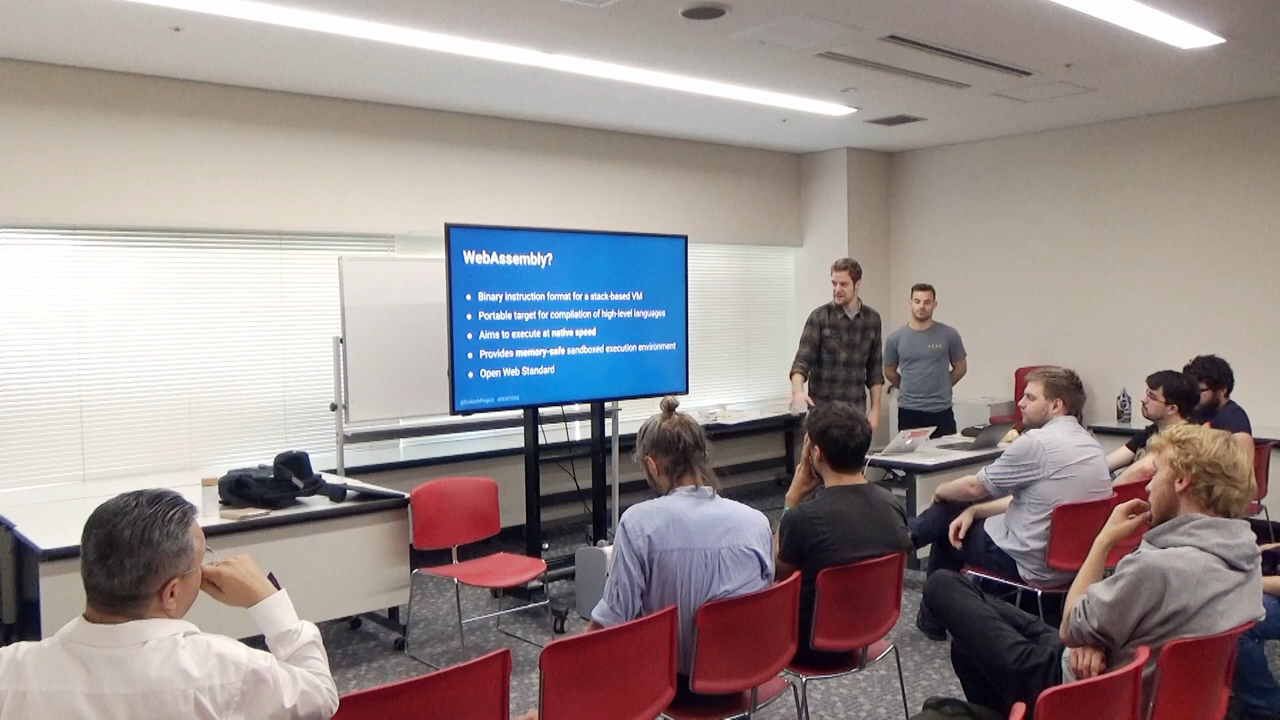 WebAssembly?
● Binary instruction format for a stack-based VM
● Portable target for compilation of high-level languages
● Aims to execute at native speed
● Provides memory-safe sandboxed execution environment
● Open Web Standard